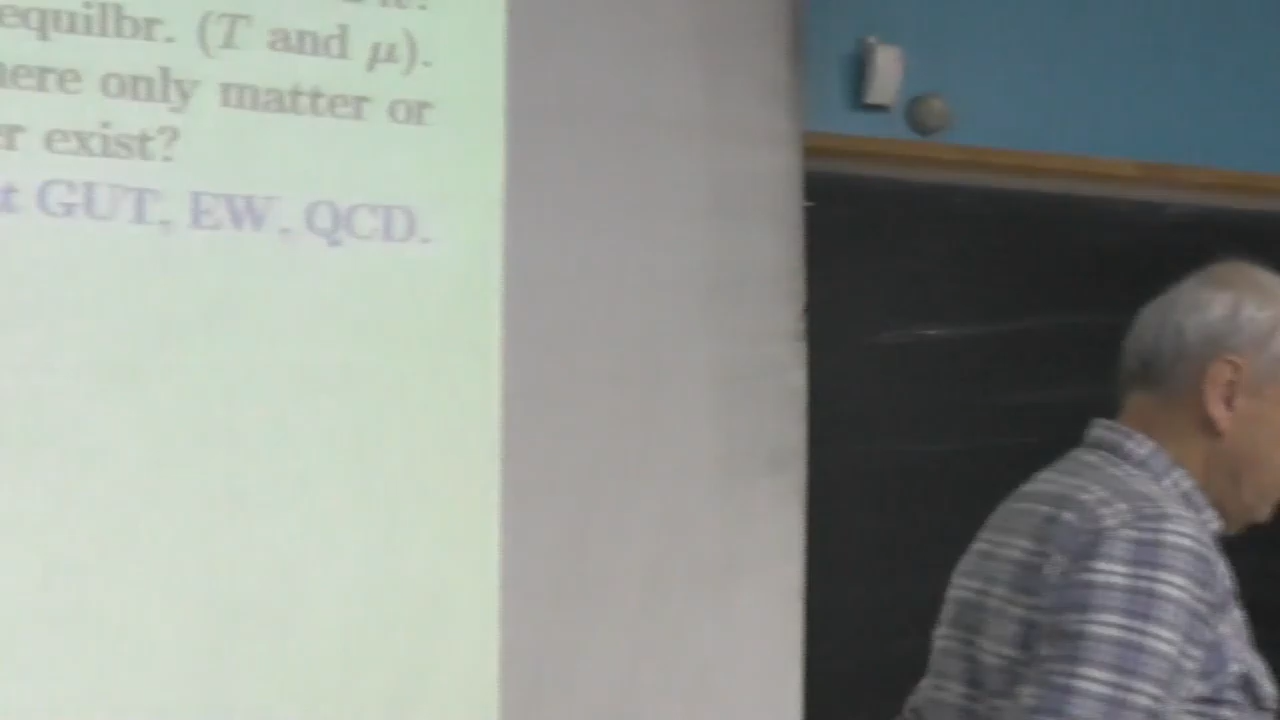 equilbr. (T and μ).
here only matter or
r exist?
t GUT, EW, QCD.